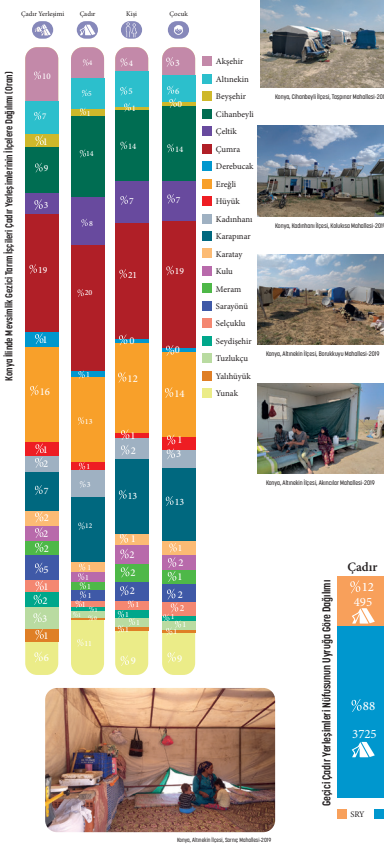 Çadır Yerleşimi
Çadır
Kişi
Çocuk
Konya İlinde Mevsimlik Gezici Tarım İşçileri Çadır Yerleşimlerinin İlçelere Dağılımı (Oran)
%10
%7
%1
%9
%3
%19
%1
%16
%1
%2
%7
%2
%2
%2
%5
%1
%2
%3
%1
%6
%4
%5
%1
%14
%8
%20
%1
%13
%1
%3
%12
%1
%1
%1
%1
%1
%1
%11
%4
%5
%1
%14
%7
%21
%0
%12
%1
%2
%13
%1
%2
%2
%2
%1
%1
%1
%1
%9
%3
%6
%0
%14
%7
%19
%0
%14
%1
%3
%13
%1
%2
%1
%2
%2
%1
%1
%1
%9
Akşehir
Altınekin
Beyşehir
Cihanbeyli
Çeltik
Çumra
Derebucak
Ereğli
Hüyük
Kadınhanı
Karapınar
Karatay
Kulu
Meram
Sarayönü
Selçuklu
Seydişehir
Tuzlukçu
Yalıhüyük
Yunak
Konya, Cihanbeyli İlçesi, Taşpınar Mahallesi-201
Konya, Kadınhanı İlçesi, Kolukısa Mahallesi-2019
Konya, Altınekin İlçesi, Borukkuyu Mahallesi-2019
Konya, Altınekin İlçesi, Akıncılar Mahallesi-2019
Konya, Altınekin İlçesi, Sarnıç Mahallesi-2019
Geçici Çadır Yerleşimleri Nüfusunun Uyruğa Göre Dağılımı
Çadır
%12
495
%88
3725
SRY